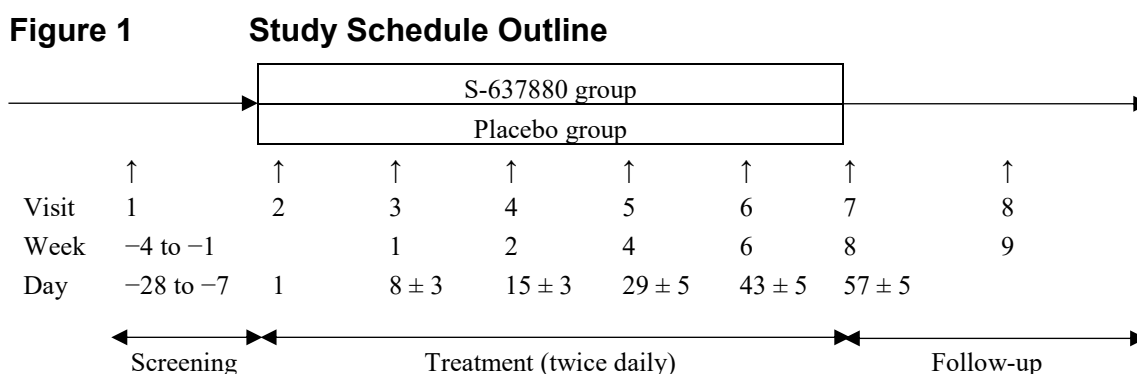 Figure 1 Study Schedule Outline
S-637880 group
Placebo group
↑ ↑ ↑ ↑ ↑ ↑ ↑ ↑
Visit 1 2 3 4 5 6 7 8
Week −4 to −1 1 2 4 6 8 9
Day −28 to −7 1 8 ± 3 15 ± 3 29 ± 5 43 ± 5 57 ± 5
Screening Treatment (twice daily) Follow-up